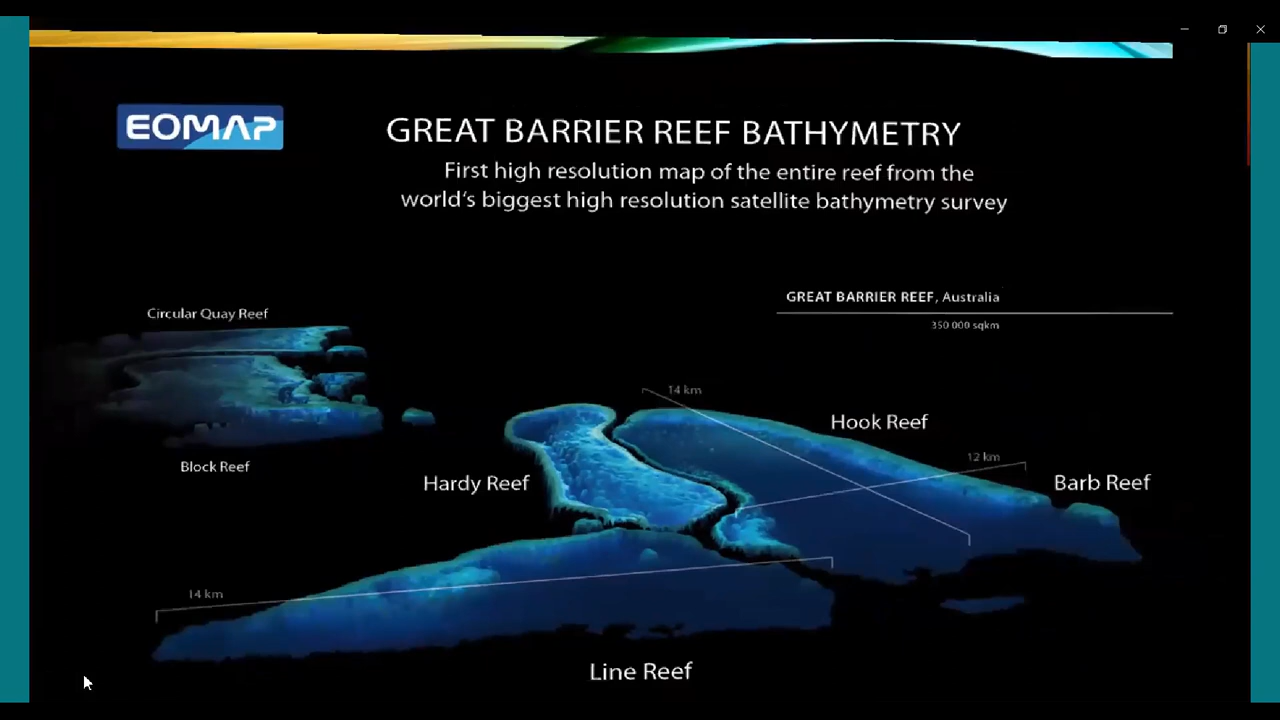 EOMAP
GREAT BARRIER REEF BATHYMETRY
First high resolution map of the entire reef from the
world's biggest high resolution satellite bathymetry survey
GREAT BARRIER REEF, Australia
350 000 sqkm
Circular Quay Reef
14 km
Hook Reef
12 km
Block Reef
Hardy Reef
Barb Reef
14 km
Line Reef